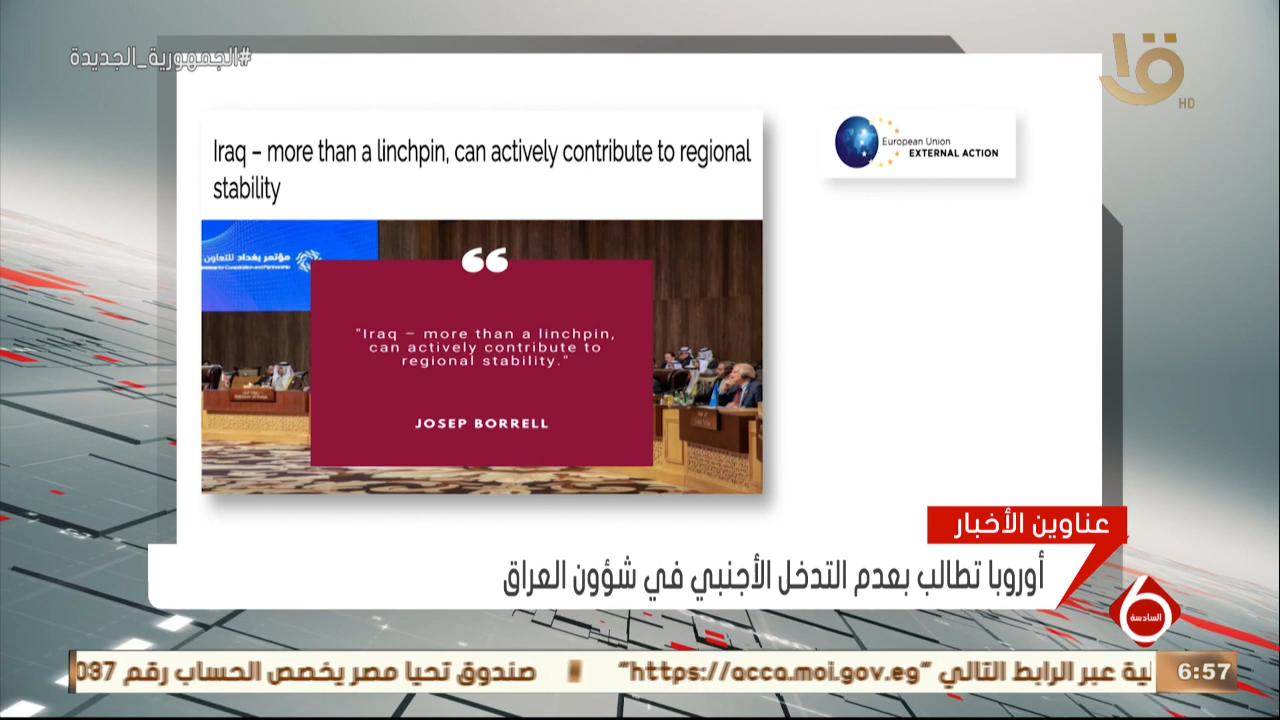 #الجمهورية_الجديدة
HD
Iraq – more than a linchpin, can actively contribute to regional
stability
European Union
EXTERNAL ACTION
مؤتمر بغداد للتعاون
“
"Iraq – more than a linchpin,
can actively contribute to
regional stability."
JOSEP BORRELL
عناوين الأخبار
أوروبا تطالب بعدم التدخل الأجنبي في شؤون العراق
6 السادسة
6:57
لية عبر الرابط التالي “https://acca.moi.gov.eg” صندوق تحيا مصر يخصص الحساب رقم 037